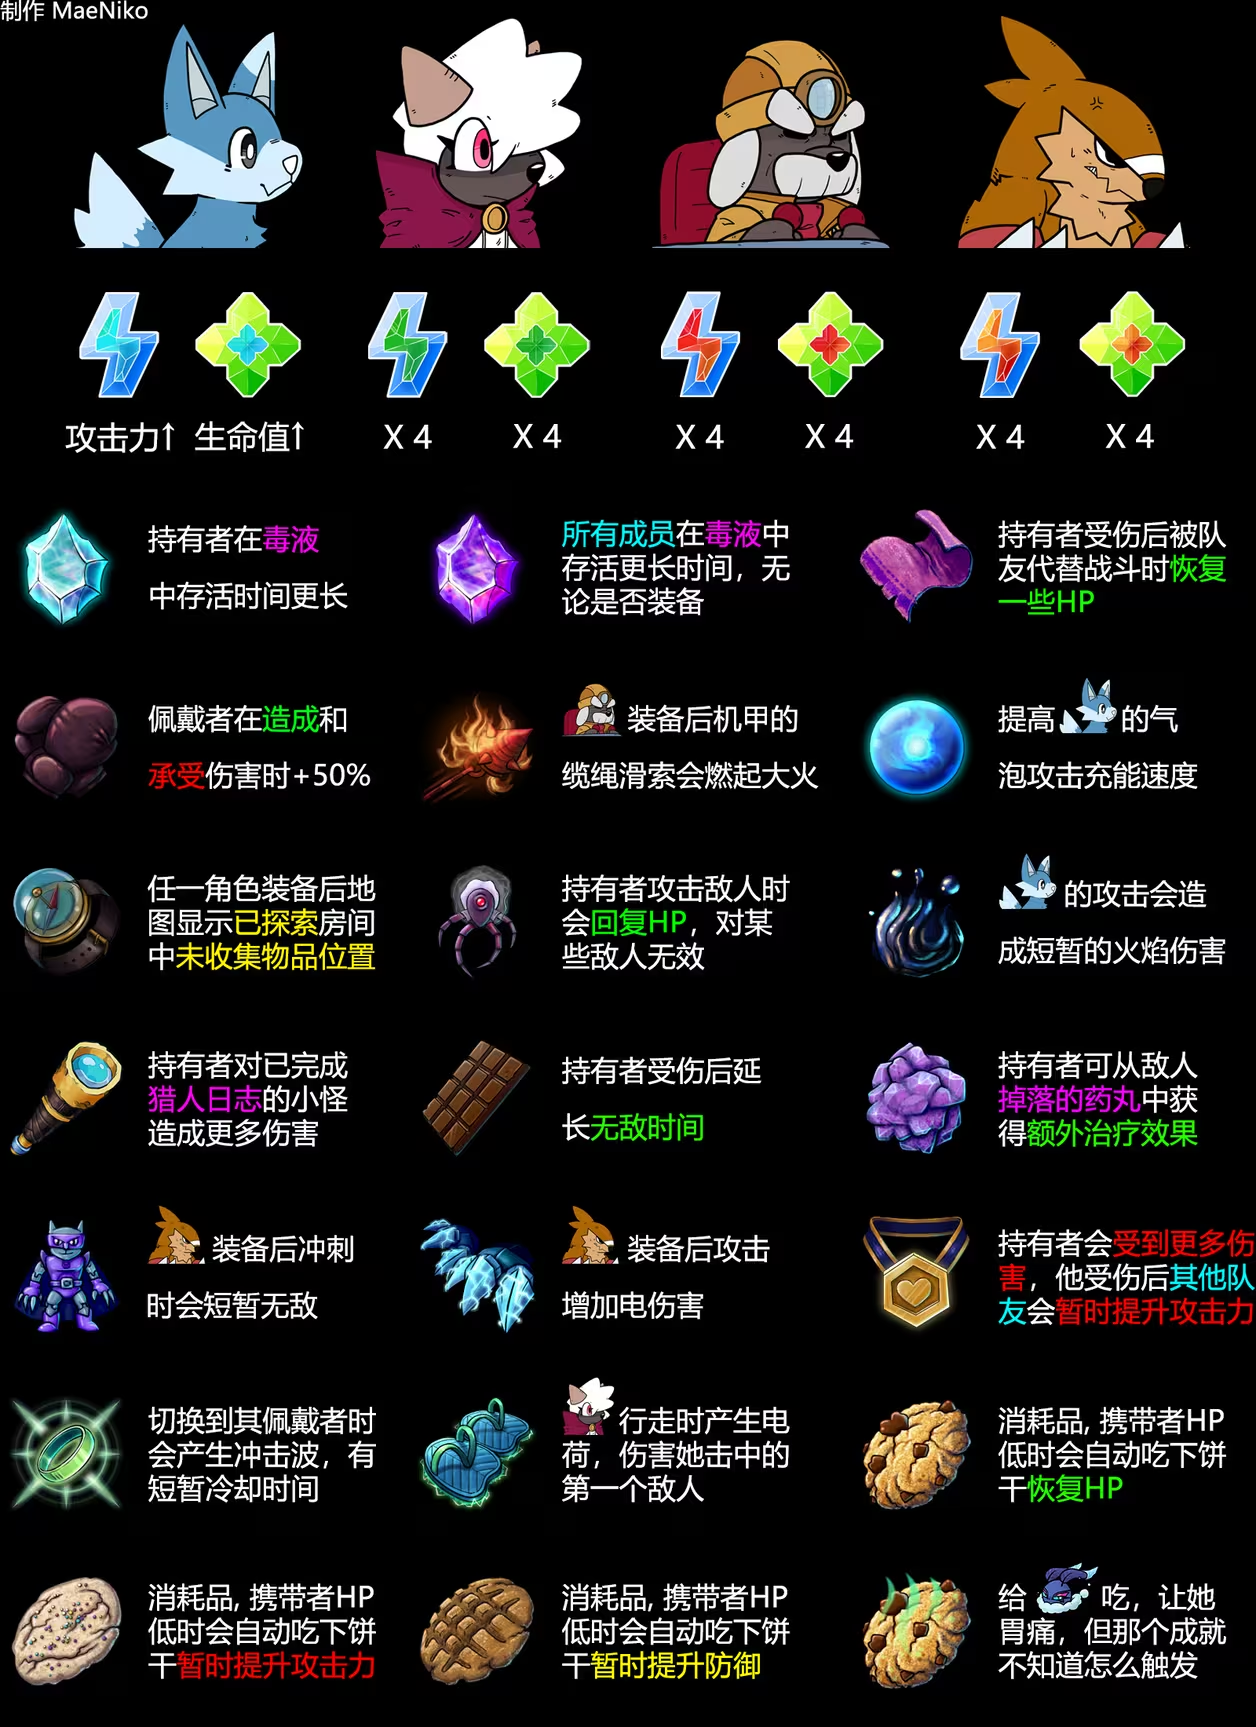 制作 MaeNiko
攻击力↑ 生命值↑ X 4 X 4 X 4 X 4 X 4 X 4
持有者在毒液
中存活时间更长
所有成员在毒液中
存活更长时间，无
论是否装备
持有者受伤后被队
友代替战斗时恢复
一些HP
佩戴者在造成和
承受伤害时+50%
装备后机甲的
缆绳滑索会燃起大火
提高的气
泡攻击充能速度
任一角色装备后地
图显示已探索房间
中未收集物品位置
持有者攻击敌人时
会回复HP，对某
些敌人无效
的攻击会造
成短暂的火焰伤害
持有者对已完成
猎人日志的小怪
造成更多伤害
持有者受伤后延
长无敌时间
持有者可从敌人
掉落的药丸中获
得额外治疗效果
装备后冲刺
时会短暂无敌
装备后攻击
增加电伤害
持有者会受到更多伤
害，他受伤后其他队
友会暂时提升攻击力
切换到其佩戴者时
会产生冲击波，有
短暂冷却时间
行走时产生电
荷，伤害她击中的
第一个敌人
消耗品, 携带者HP
低时会自动吃下饼
干恢复HP
消耗品, 携带者HP
低时会自动吃下饼
干暂时提升攻击力
消耗品, 携带者HP
低时会自动吃下饼
干暂时提升防御
给 吃，让她
胃痛，但那个成就
不知道怎么触发